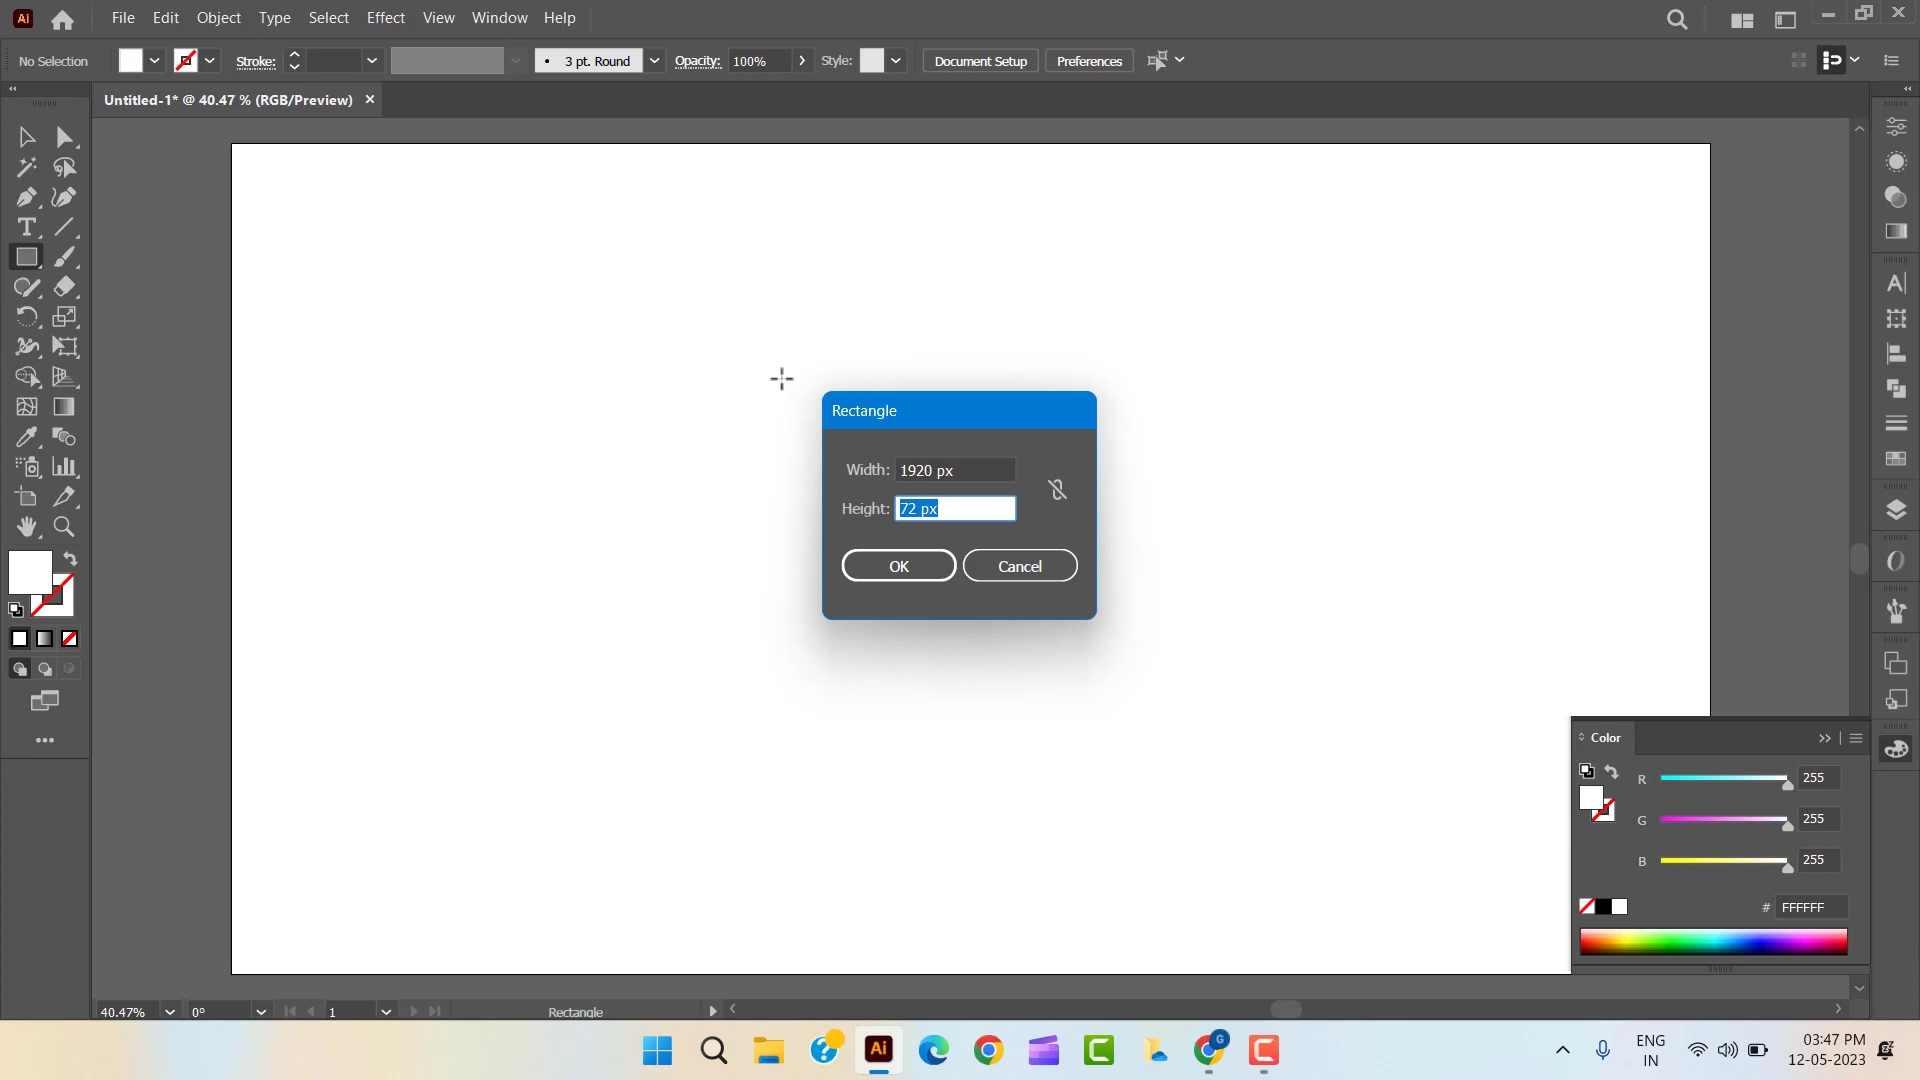 Ai File Edit Object Type Select Effect View Window Help
No Selection Stroke: • 3 pt. Round Opacity: 100% Style: Document Setup Preferences
Untitled-1* @ 40.47 % (RGB/Preview) ×
Rectangle
Width: 1920 px
Height: 72 px
OK Cancel
Color
R 255
G 255
B 255
# FFFFFF
40.47% 0° 1 Rectangle
Ai
G
ENG
IN
03:47 PM
12-05-2023